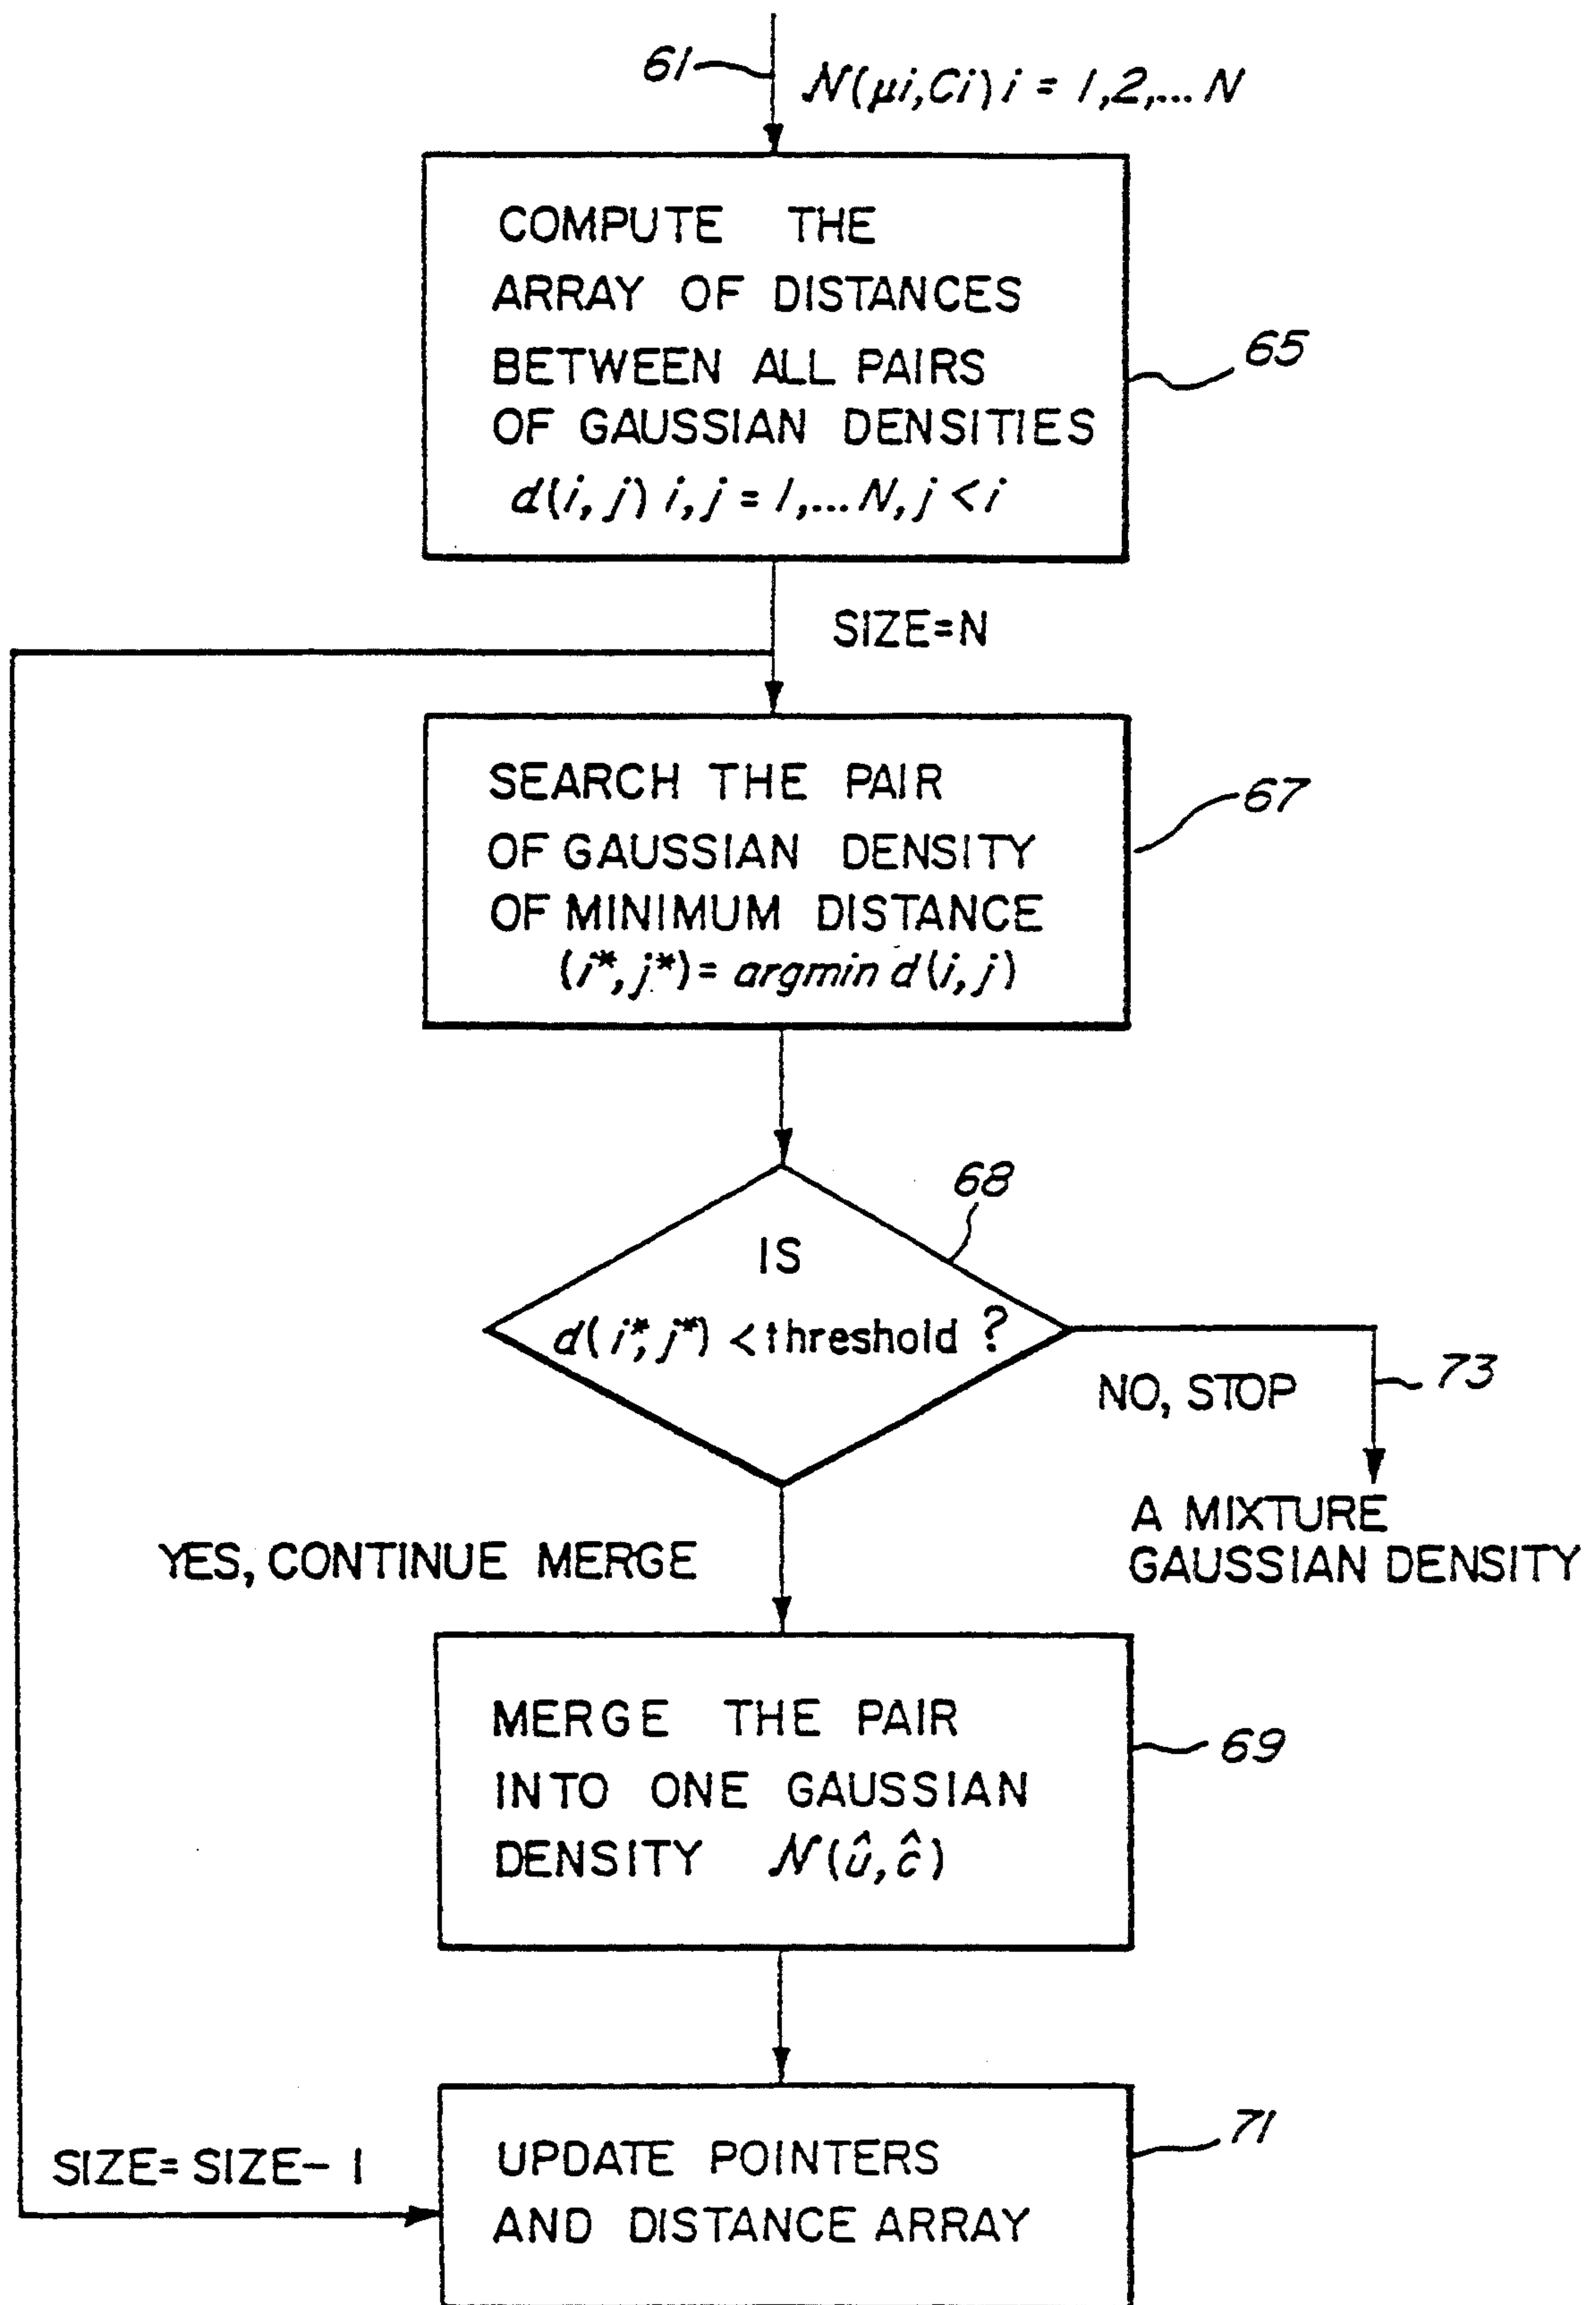 61
𝒩(μi,Ci) i = 1,2,... N
COMPUTE THE
ARRAY OF DISTANCES
BETWEEN ALL PAIRS
OF GAUSSIAN DENSITIES
d(i, j) i, j = 1,... N, j < i
65
SIZE=N
SEARCH THE PAIR
OF GAUSSIAN DENSITY
OF MINIMUM DISTANCE
(i*, j*) = argmin d(i, j)
67
68
IS
d(i*, j*) < threshold ?
NO, STOP
73
A MIXTURE
GAUSSIAN DENSITY
YES, CONTINUE MERGE
MERGE THE PAIR
INTO ONE GAUSSIAN
DENSITY 𝒩(û,ĉ)
69
SIZE= SIZE- 1
UPDATE POINTERS
AND DISTANCE ARRAY
71